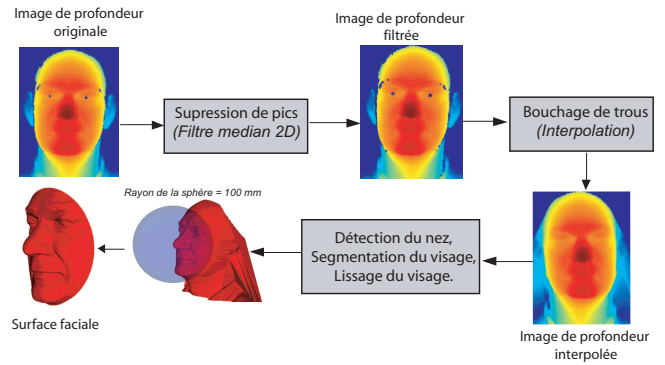 Image de profondeur
originale
Image de profondeur
filtrée
Supression de pics
(Filtre median 2D)
Bouchage de trous
(Interpolation)
Rayon de la sphère = 100 mm
Détection du nez,
Segmentation du visage,
Lissage du visage.
Surface faciale
Image de profondeur
interpolée